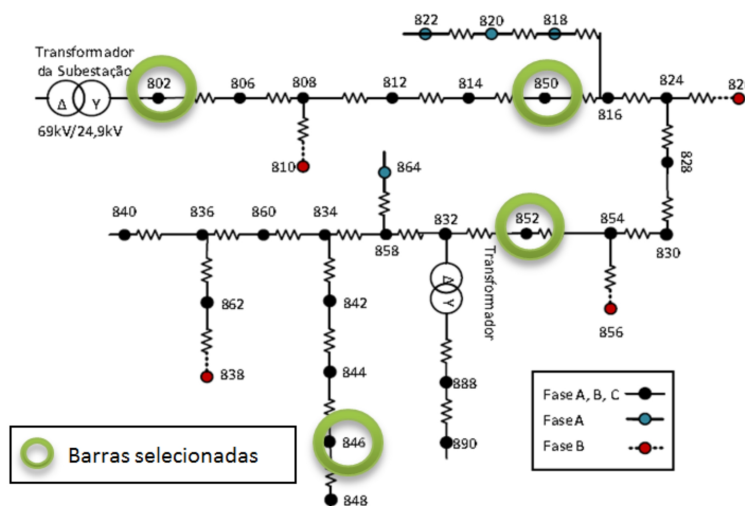 822 820 818
Transformador
da Subestação
802 806 808 812 814 850 824
816
Δ Y
69kV/24,9kV
810
864
828
840 836 860 834 858 832 852 854 830
Transformador
Δ
Y
862
842
856
838
844
888
846
890
848
Fase A, B, C
Fase A
Fase B
Barras selecionadas